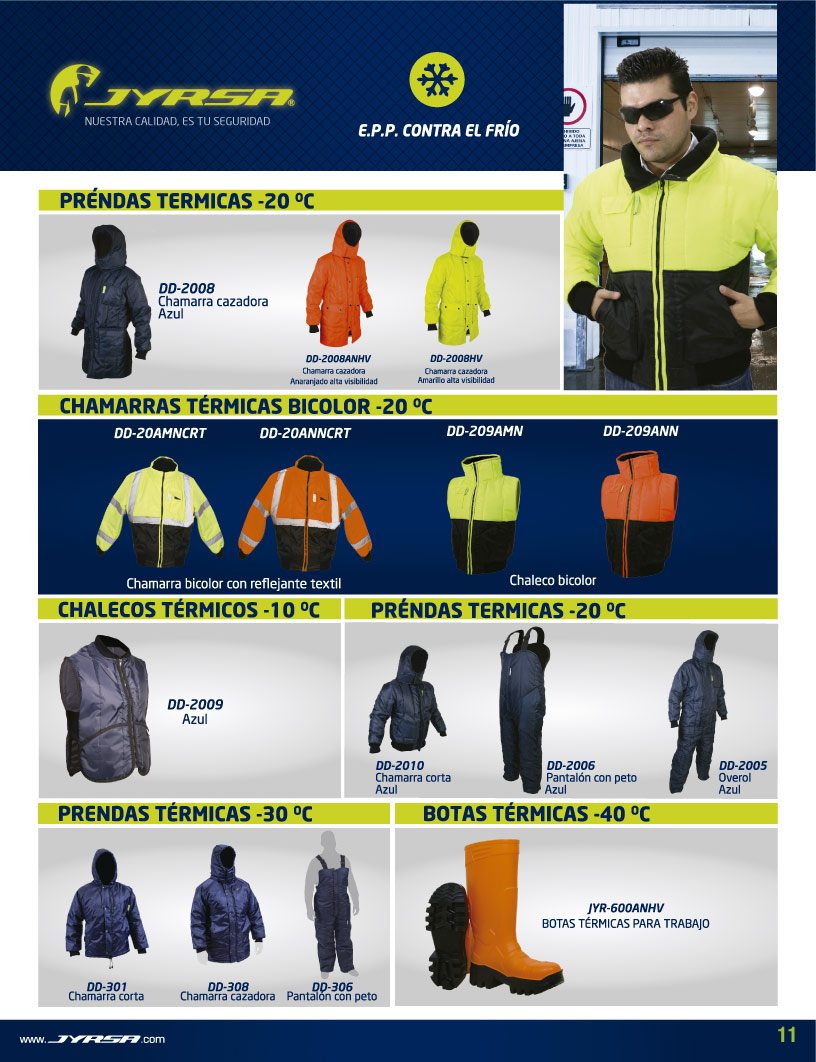 JYRSA®
NUESTRA CALIDAD, ES TU SEGURIDAD
E.P.P. CONTRA EL FRÍO
PRÉNDAS TERMICAS -20 ºC
DD-2008
Chamarra cazadora
Azul
DD-2008ANHV
Chamarra cazadora
Anaranjado alta visibilidad
DD-2008HV
Chamarra cazadora
Amarillo alta visibilidad
CHAMARRAS TÉRMICAS BICOLOR -20 ºC
DD-20AMNCRT
DD-20ANNCRT
DD-209AMN
DD-209ANN
Chamarra bicolor con reflejante textil
Chaleco bicolor
CHALECOS TÉRMICOS -10 ºC
DD-2009
Azul
PRÉNDAS TERMICAS -20 ºC
DD-2010
Chamarra corta
Azul
DD-2006
Pantalón con peto
Azul
DD-2005
Overol
Azul
PRENDAS TÉRMICAS -30 ºC
DD-301
Chamarra corta
DD-308
Chamarra cazadora
DD-306
Pantalón con peto
BOTAS TÉRMICAS -40 ºC
JYR-600ANHV
BOTAS TÉRMICAS PARA TRABAJO
www.JYRSA.com
11